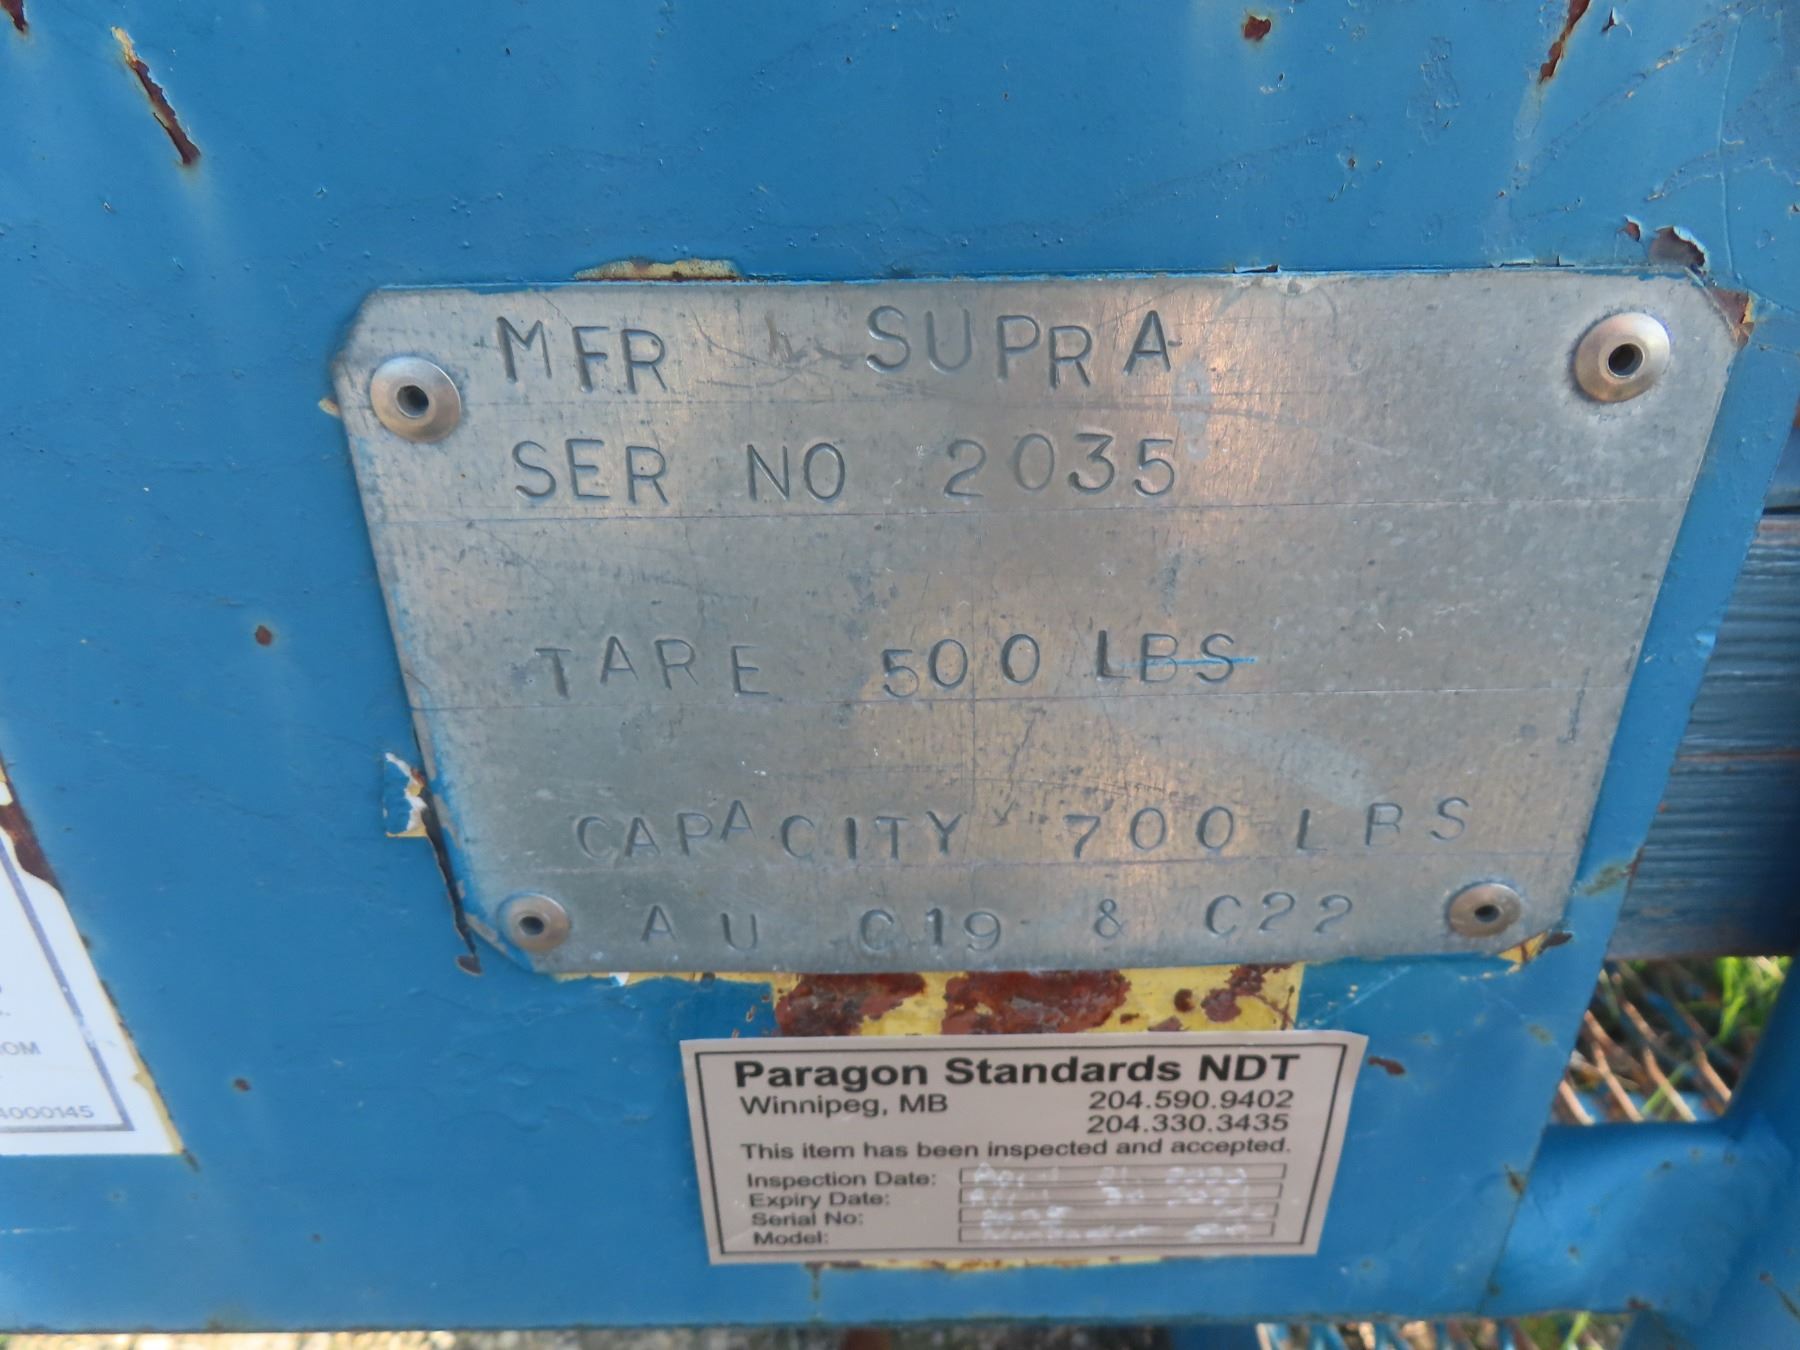 MFR SUPRA
SER NO 2035
TARE 500 LBS
CAPACITY 700 LBS
AU C19 & C22
OM
4000145
Paragon Standards NDT
Winnipeg, MB 204.590.9402
204.330.3435
This item has been inspected and accepted.
Inspection Date:
Expiry Date:
Serial No:
Model: